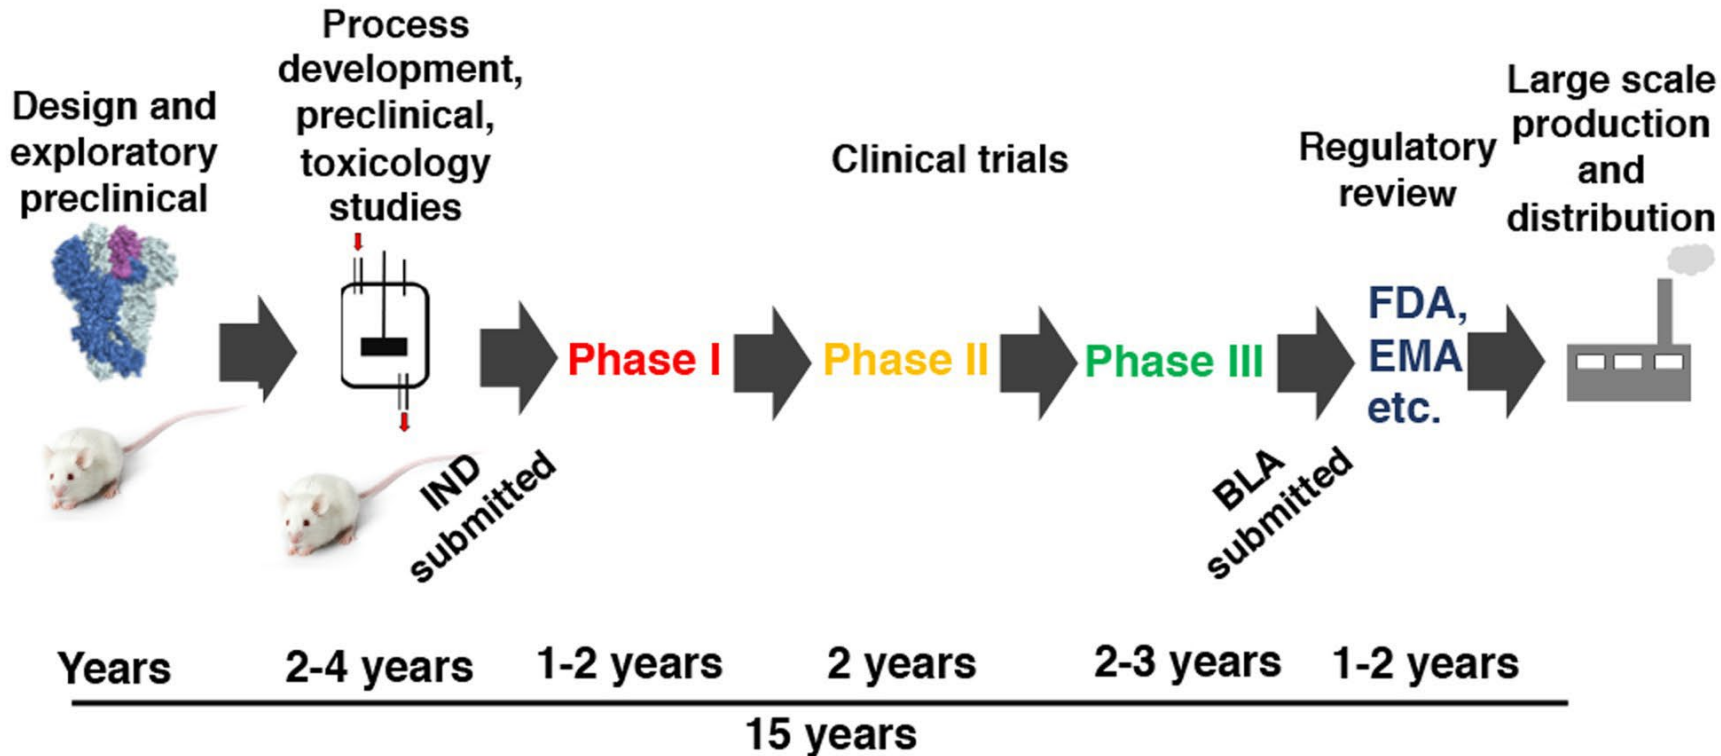 Design and
exploratory
preclinical
Process
development,
preclinical,
toxicology
studies
Clinical trials
Regulatory
review
Large scale
production
and
distribution
Phase I
Phase II
Phase III
FDA,
EMA
etc.
IND
submitted
BLA
submitted
Years
2-4 years
1-2 years
2 years
2-3 years
1-2 years
15 years